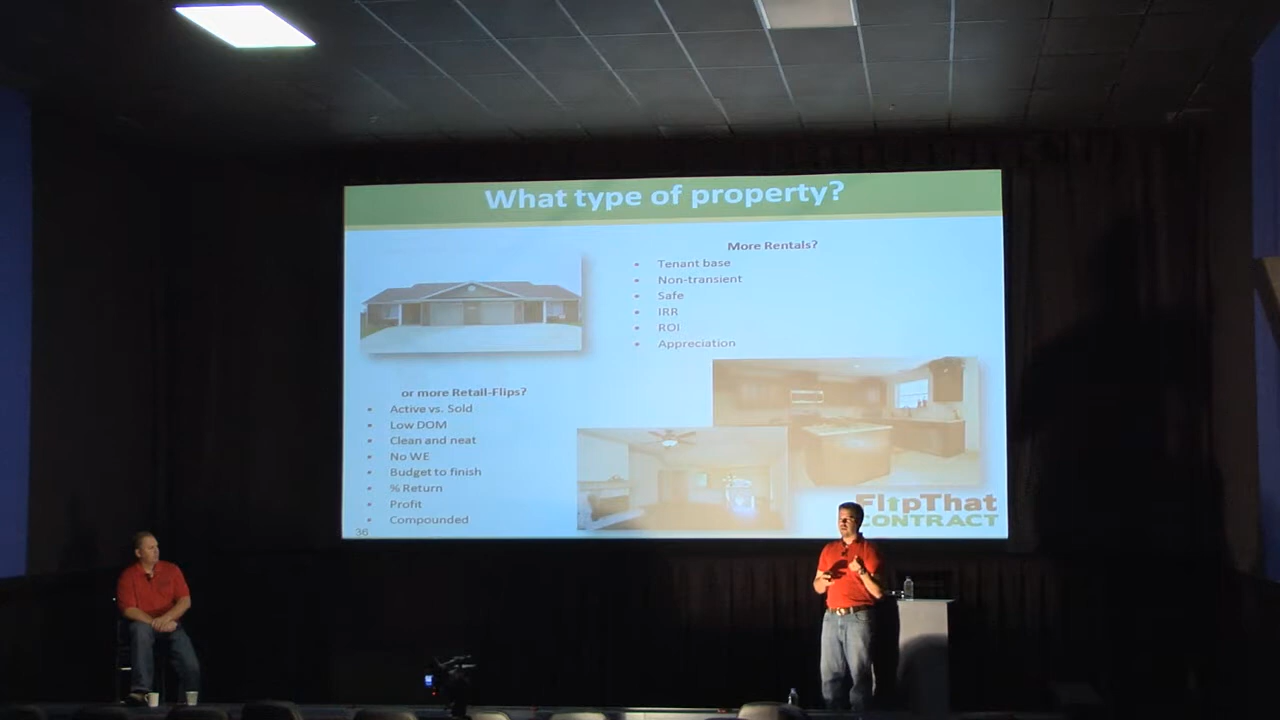 What type of property?
More Rentals?
• Tenant base
• Non-transient
• Safe
• IRR
• ROI
• Appreciation
or more Retail-Flips?
• Active vs. Sold
• Low DOM
• Clean and neat
• No WE
• Budget to finish
• % Return
• Profit
• Compounded
FlipThat
CONTRACT
36